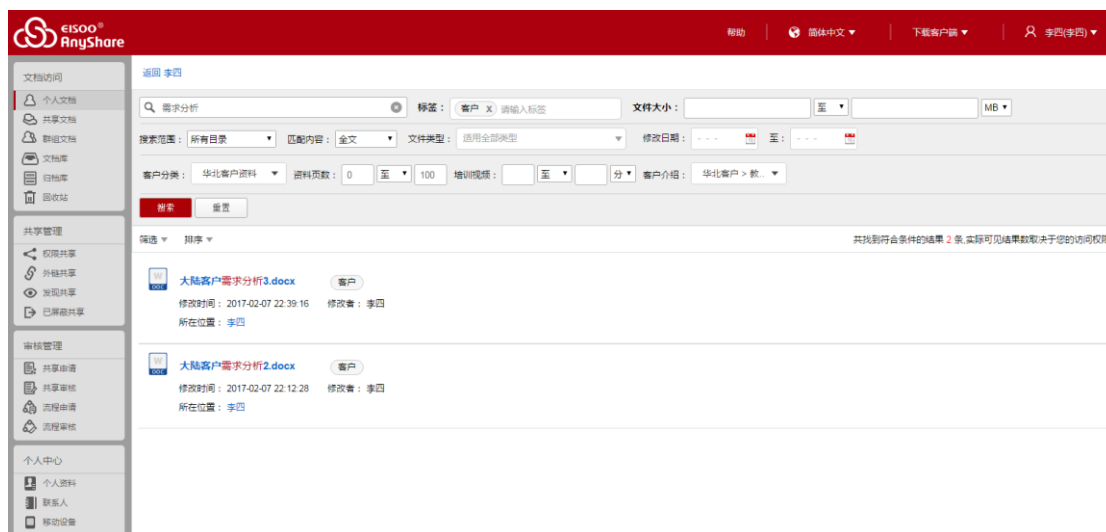 EISOO®
AnyShare
帮助 简体中文 下载客户端 李四(李四)
文档访问
个人文档
共享文档
群组文档
文档库
归档库
回收站
共享管理
权限共享
外链共享
发现共享
已屏蔽共享
审核管理
共享申请
共享审核
流程申请
流程审核
个人中心
个人资料
联系人
移动设备
返回 李四
需求分析 标签： 客户 X 请输入标签 文件大小： 至 MB
搜索范围： 所有目录 匹配内容： 全文 文件类型： 适用全部类型 修改日期： - - - 至： - - -
客户分类： 华北客户资料 资料页数： 0 至 100 培训视频： 至 分 客户介绍： 华北客户 > 教..
搜索 重置
筛选 排序 共找到符合条件的结果 2 条,实际可见结果数取决于您的访问权限
大陆客户需求分析3.docx 客户
修改时间： 2017-02-07 22:39:16 修改者： 李四
所在位置： 李四
大陆客户需求分析2.docx 客户
修改时间： 2017-02-07 22:12:28 修改者： 李四
所在位置： 李四
W
DOC
W
DOC